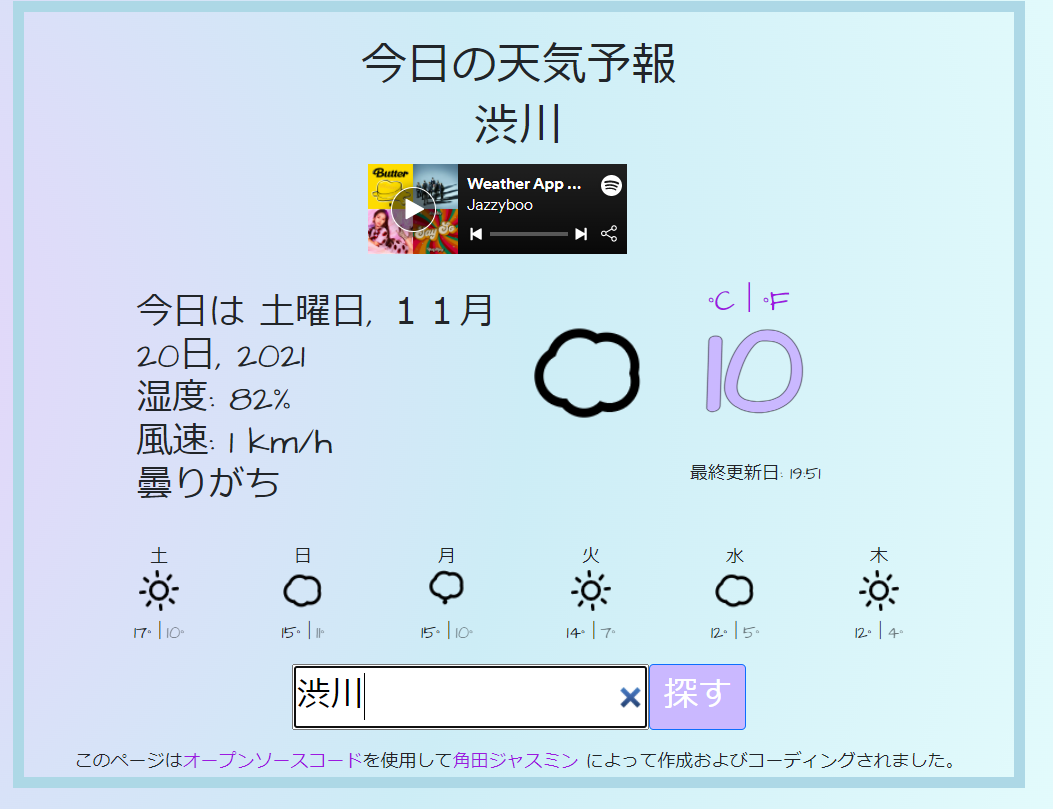 今日の天気予報
渋川
Butter
Weather App ...
Jazzyboo
Say So
°C | °F
今日は 土曜日, １１月
20日, 2021
湿度: 82%
風速: 1 km/h
曇りがち
10
最終更新日: 19:51
土 日 月 火 水 木
17° | 10° 15° | 11° 15° | 10° 14° | 7° 12° | 5° 12° | 4°
渋川 探す
このページはオープンソースコードを使用して角田ジャスミン によって作成およびコーディングされました。